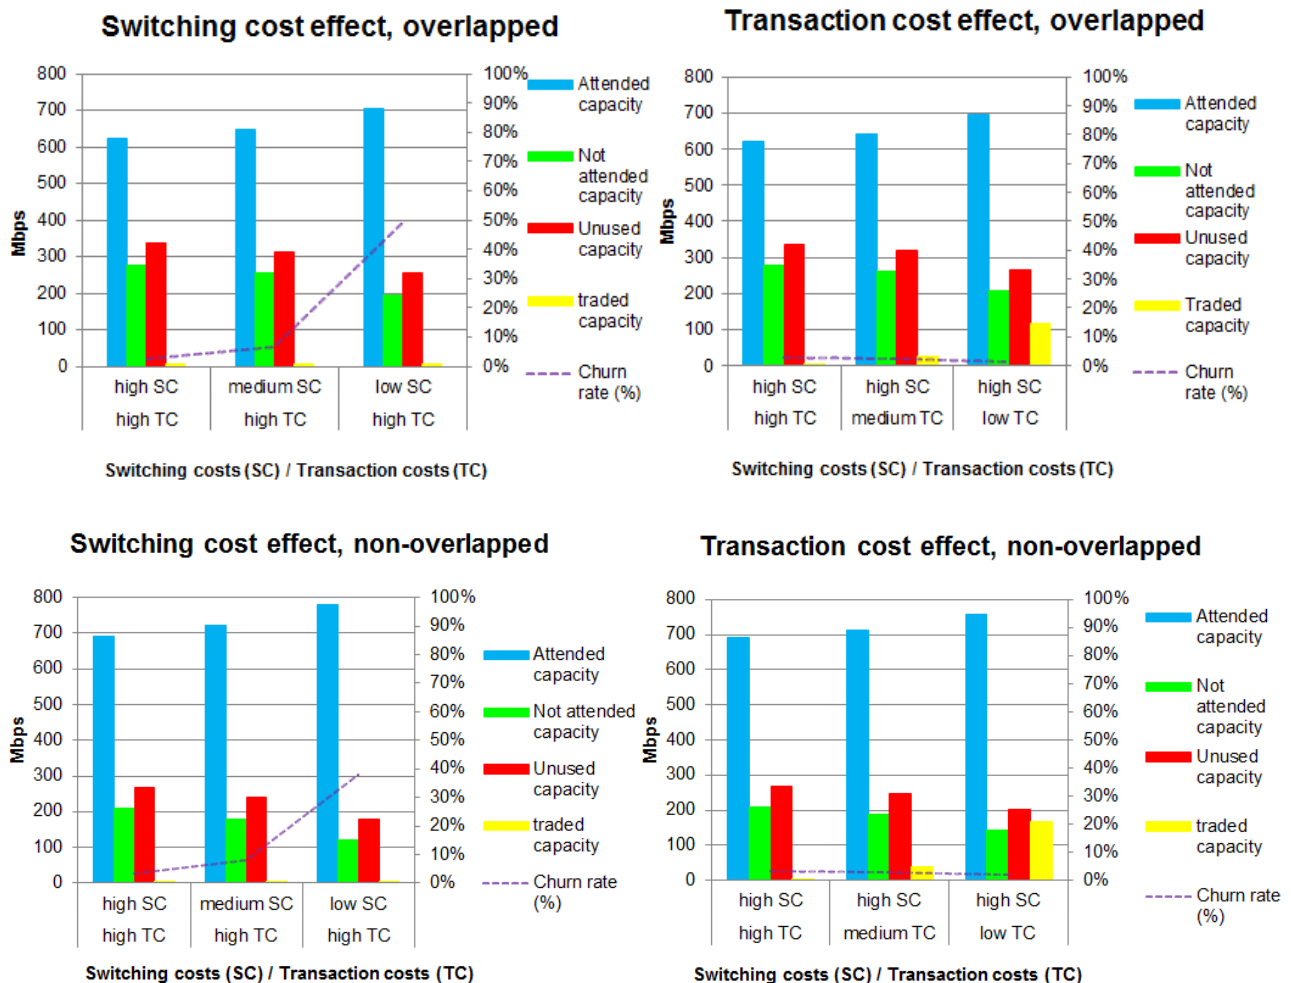 Switching cost effect, overlapped
800
700
600
500
400
300
200
100
0
Mbps
100%
90%
80%
70%
60%
50%
40%
30%
20%
10%
0%
Attended
capacity
Not
attended
capacity
Unused
capacity
traded
capacity
Churn
rate (%)
high SC
medium SC
low SC
high TC
high TC
high TC
Switching costs (SC) / Transaction costs (TC)
Transaction cost effect, overlapped
800
700
600
500
400
300
200
100
0
Mbps
100%
90%
80%
70%
60%
50%
40%
30%
20%
10%
0%
Attended
capacity
Not
attended
capacity
Unused
capacity
Traded
capacity
Churn
rate (%)
high SC
high SC
high SC
high TC
medium TC
low TC
Switching costs (SC) / Transaction costs (TC)
Switching cost effect, non-overlapped
800
700
600
500
400
300
200
100
0
Mbps
100%
90%
80%
70%
60%
50%
40%
30%
20%
10%
0%
Attended
capacity
Not attended
capacity
Unused
capacity
traded
capacity
Churn rate
(%)
high SC
medium SC
low SC
high TC
high TC
high TC
Switching costs (SC) / Transaction costs (TC)
Transaction cost effect, non-overlapped
800
700
600
500
400
300
200
100
0
Mbps
100%
90%
80%
70%
60%
50%
40%
30%
20%
10%
0%
Attended
capacity
Not
attended
capacity
Unused
capacity
traded
capacity
Churn rate
(%)
high SC
high SC
high SC
high TC
medium TC
low TC
Switching costs (SC) / Transaction costs (TC)